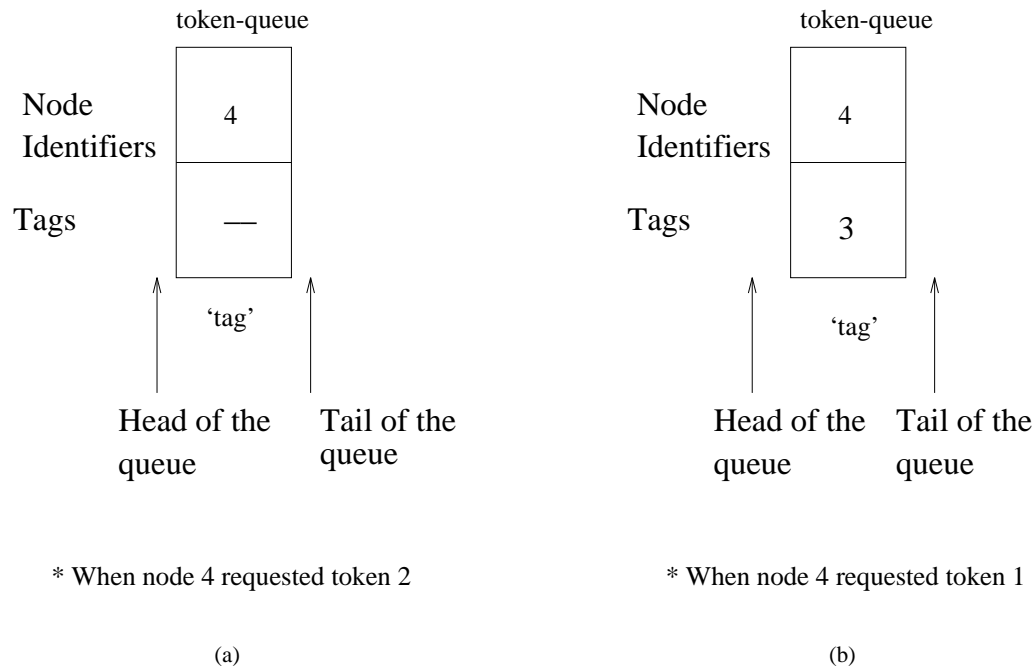 token-queue
Node
Identifiers
4
Tags
—
‘tag’
Head of the
queue
Tail of the
queue
* When node 4 requested token 2
(a)
token-queue
Node
Identifiers
4
Tags
3
‘tag’
Head of the
queue
Tail of the
queue
* When node 4 requested token 1
(b)